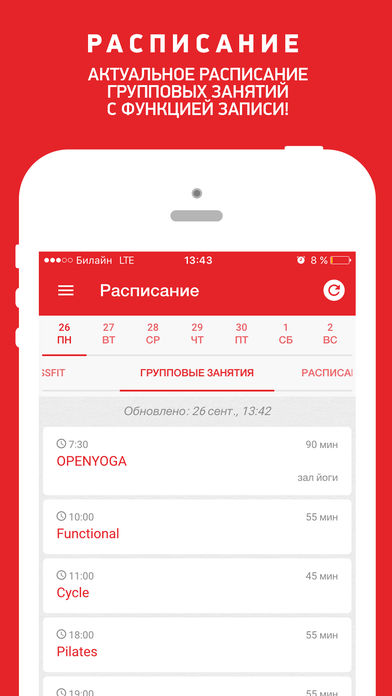 РАСПИСАНИЕ
АКТУАЛЬНОЕ РАСПИСАНИЕ
ГРУППОВЫХ ЗАНЯТИЙ
С ФУНКЦИЕЙ ЗАПИСИ!
Билайн LTE 13:43 8 %
Расписание
26 27 28 29 30 1 2
ПН ВТ СР ЧТ ПТ СБ ВС
SSFIT ГРУППОВЫЕ ЗАНЯТИЯ РАСПИСАН
Обновлено: 26 сент., 13:42
7:30 90 мин
OPENYOGA
зал йоги
10:00 55 мин
Functional
11:00 45 мин
Cycle
18:00 55 мин
Pilates
19:00 55 мин